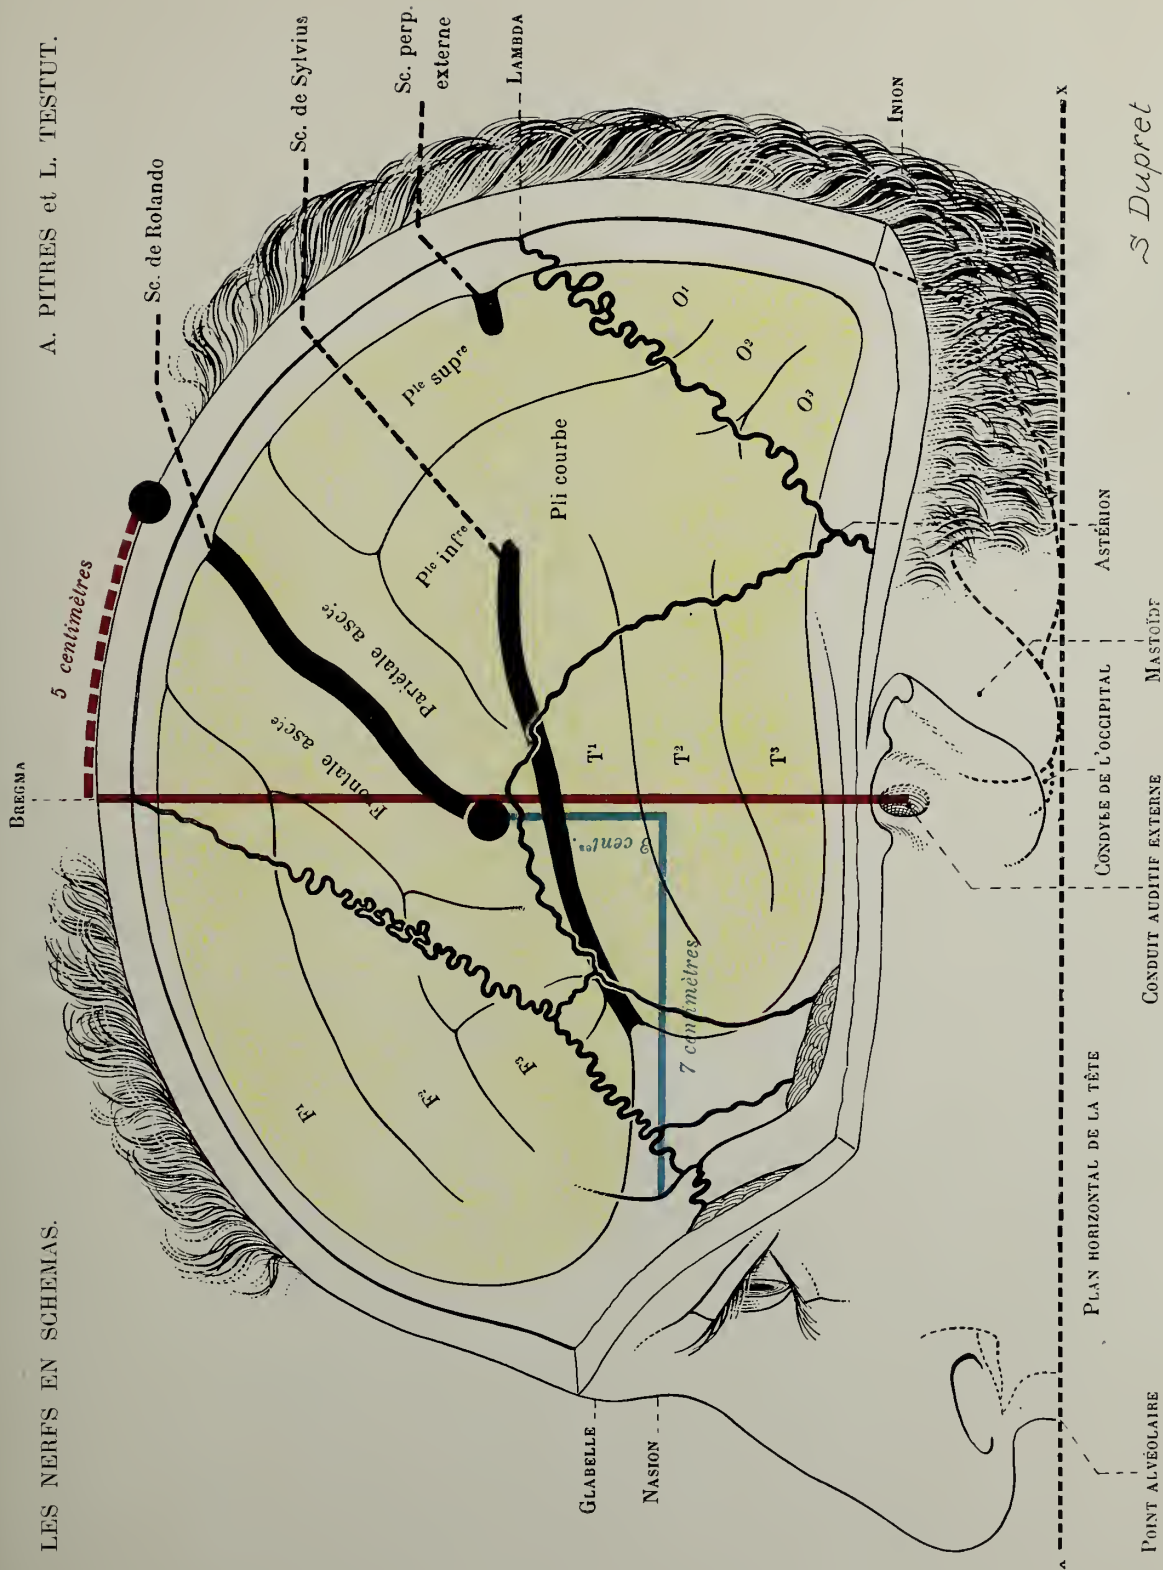 LES NERFS EN SCHEMAS.
A. PITRES et L. TESTUT.
BREGMA
5 centimètres
Sc. de Rolando
Sc. de Sylvius
Sc. perp.
externe
LAMBDA
INION
X
Frontale ascᵗᵉ
Pariétale ascᵗᵉ
Pˡᵉ supʳᵉ
Pˡᵉ infʳᵉ
Pli courbe
F¹
F²
F³
T¹
T²
T³
O¹
O²
O³
3 centᵉˢ.
7 centimètres
GLABELLE
NASION
POINT ALVÉOLAIRE
PLAN HORIZONTAL DE LA TÊTE
CONDUIT AUDITIF EXTERNE
CONDYLE DE L'OCCIPITAL
MASTOÏDE
ASTÉRION
S Dupret